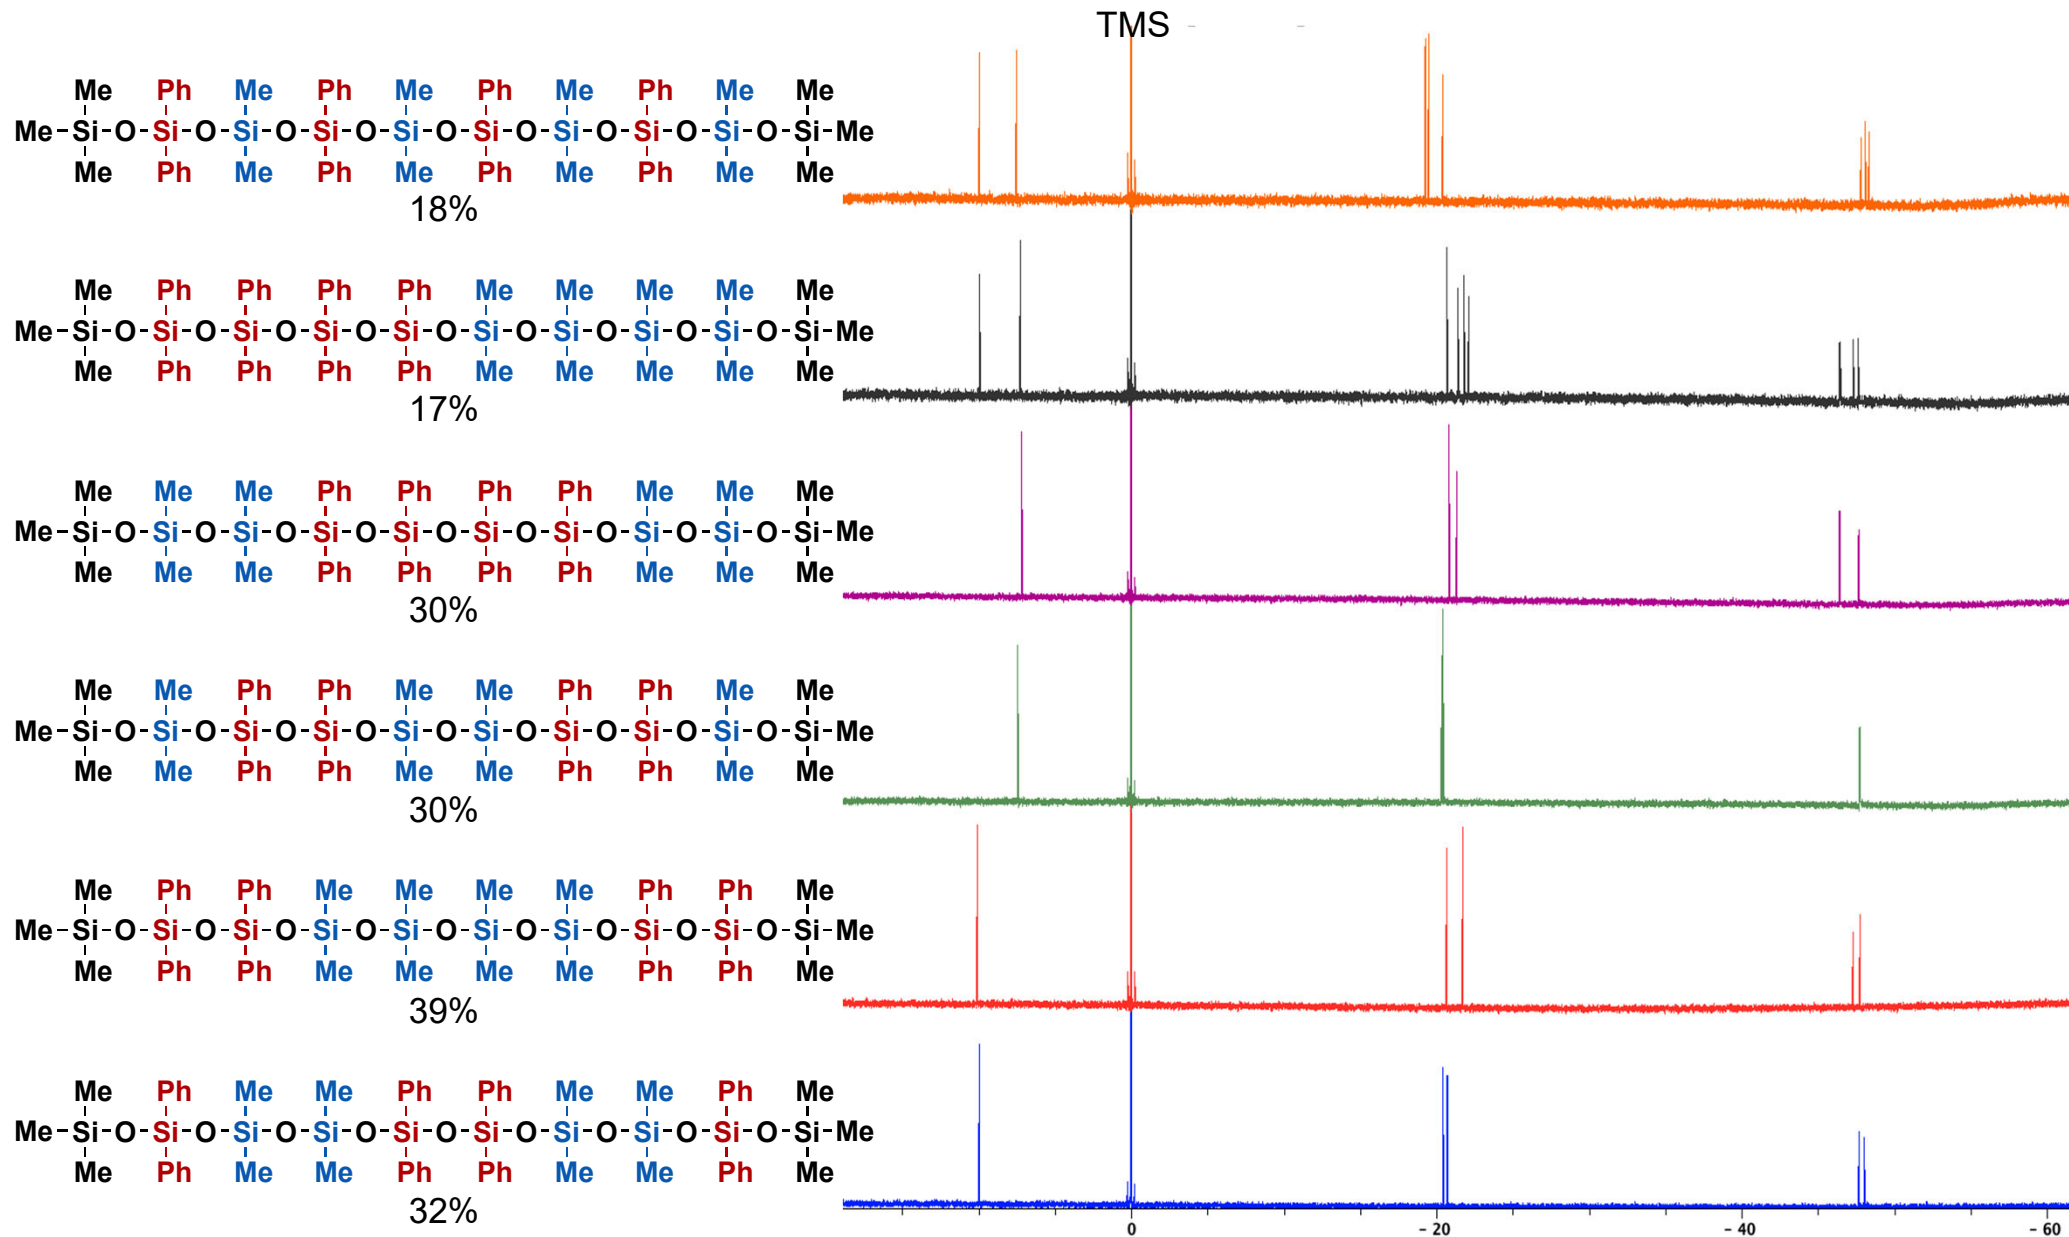 TMS
Me Ph Me Ph Me Ph Me Ph Me Me
Me-Si-O-Si-O-Si-O-Si-O-Si-O-Si-O-Si-O-Si-O-Si-O-Si-Me
Me Ph Me Ph Me Ph Me Ph Me Me
18%
Me Ph Ph Ph Ph Me Me Me Me Me
Me-Si-O-Si-O-Si-O-Si-O-Si-O-Si-O-Si-O-Si-O-Si-O-Si-Me
Me Ph Ph Ph Ph Me Me Me Me Me
17%
Me Me Me Ph Ph Ph Ph Me Me Me
Me-Si-O-Si-O-Si-O-Si-O-Si-O-Si-O-Si-O-Si-O-Si-O-Si-Me
Me Me Me Ph Ph Ph Ph Me Me Me
30%
Me Me Ph Ph Me Me Ph Ph Me Me
Me-Si-O-Si-O-Si-O-Si-O-Si-O-Si-O-Si-O-Si-O-Si-O-Si-Me
Me Me Ph Ph Me Me Ph Ph Me Me
30%
Me Ph Ph Me Me Me Me Ph Ph Me
Me-Si-O-Si-O-Si-O-Si-O-Si-O-Si-O-Si-O-Si-O-Si-O-Si-Me
Me Ph Ph Me Me Me Me Ph Ph Me
39%
Me Ph Me Me Ph Ph Me Me Ph Me
Me-Si-O-Si-O-Si-O-Si-O-Si-O-Si-O-Si-O-Si-O-Si-O-Si-Me
Me Ph Me Me Ph Ph Me Me Ph Me
32%
0 -20 -40 -60